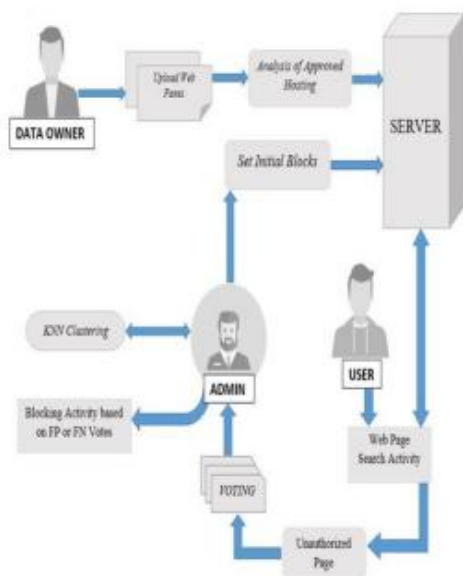 Upload Web
Pages
Analysis of Approved
Hosting
DATA OWNER
SERVER
Set Initial Blocks
KNN Clustering
ADMIN
USER
Blocking Activity based
on FP or FN Votes
Web Page
Search Activity
VOTING
Unauthorized
Page